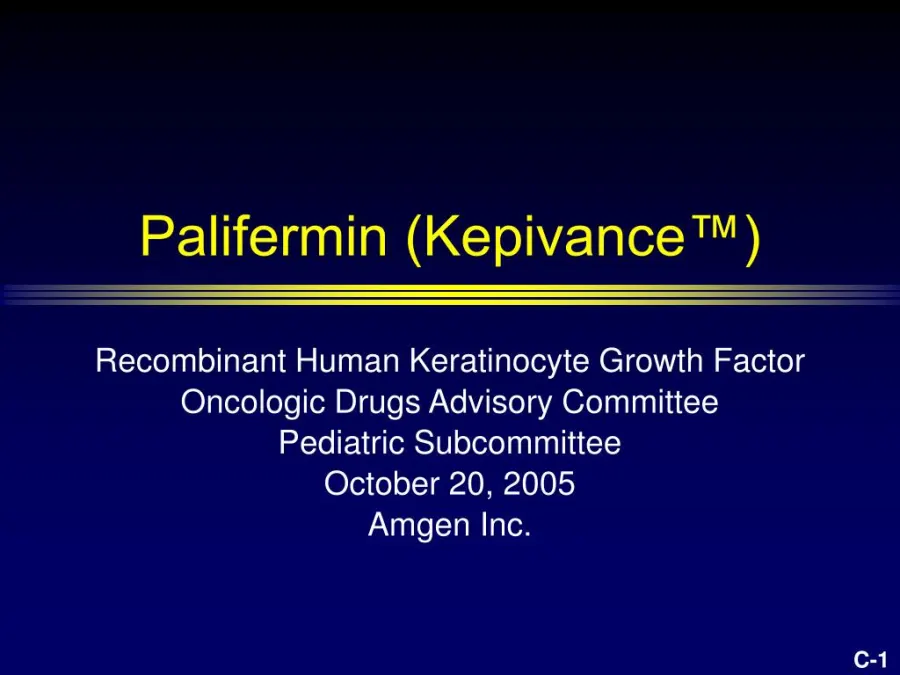 Palifermin (Kepivance™)
Recombinant Human Keratinocyte Growth Factor
Oncologic Drugs Advisory Committee
Pediatric Subcommittee
October 20, 2005
Amgen Inc.
C-1